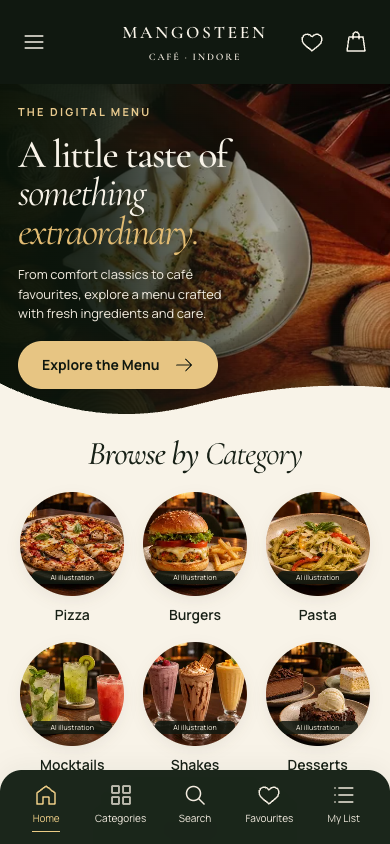 MANGOSTEEN
CAFÉ · INDORE
THE DIGITAL MENU
A little taste of
something
extraordinary.
From comfort classics to café
favourites, explore a menu crafted
with fresh ingredients and care.
Explore the Menu
Browse by Category
AI illustration
AI illustration
AI illustration
Pizza
Burgers
Pasta
AI illustration
AI illustration
AI illustration
Mocktails
Shakes
Desserts
Home
Categories
Search
Favourites
My List